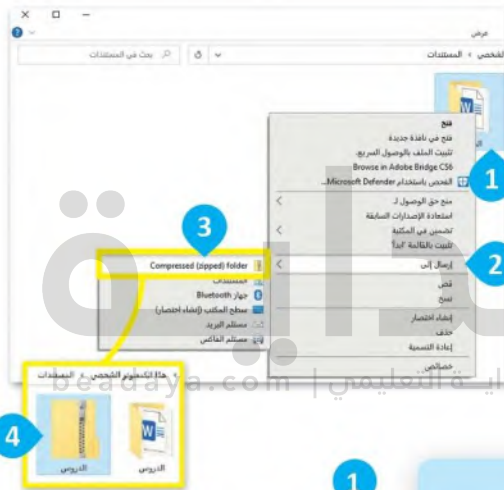 عرض
الشخصي › المستندات
بحث في المستندات
1
فتح
فتح في نافذة جديدة
تثبيت الملف بالوصول السريع.
Browse in Adobe Bridge CS6
الفحص باستخدام Microsoft Defender...
منح حق الوصول لـ
استعادة الإصدارات السابقة
تضمين في المكتبة
تثبيت بالقائمة "ابدأ"
2
إرسال إلى
قص
نسخ
إنشاء اختصار
حذف
إعادة التسمية
خصائص
3
Compressed (zipped) folder
المستندات
جهاز Bluetooth
سطح المكتب (إنشاء اختصار)
مستلم البريد
مستلم الفاكس
هذا الكمبيوتر الشخصي › المستندات
4
الدروس
الدروس
beadaya.com | التعليمي
1